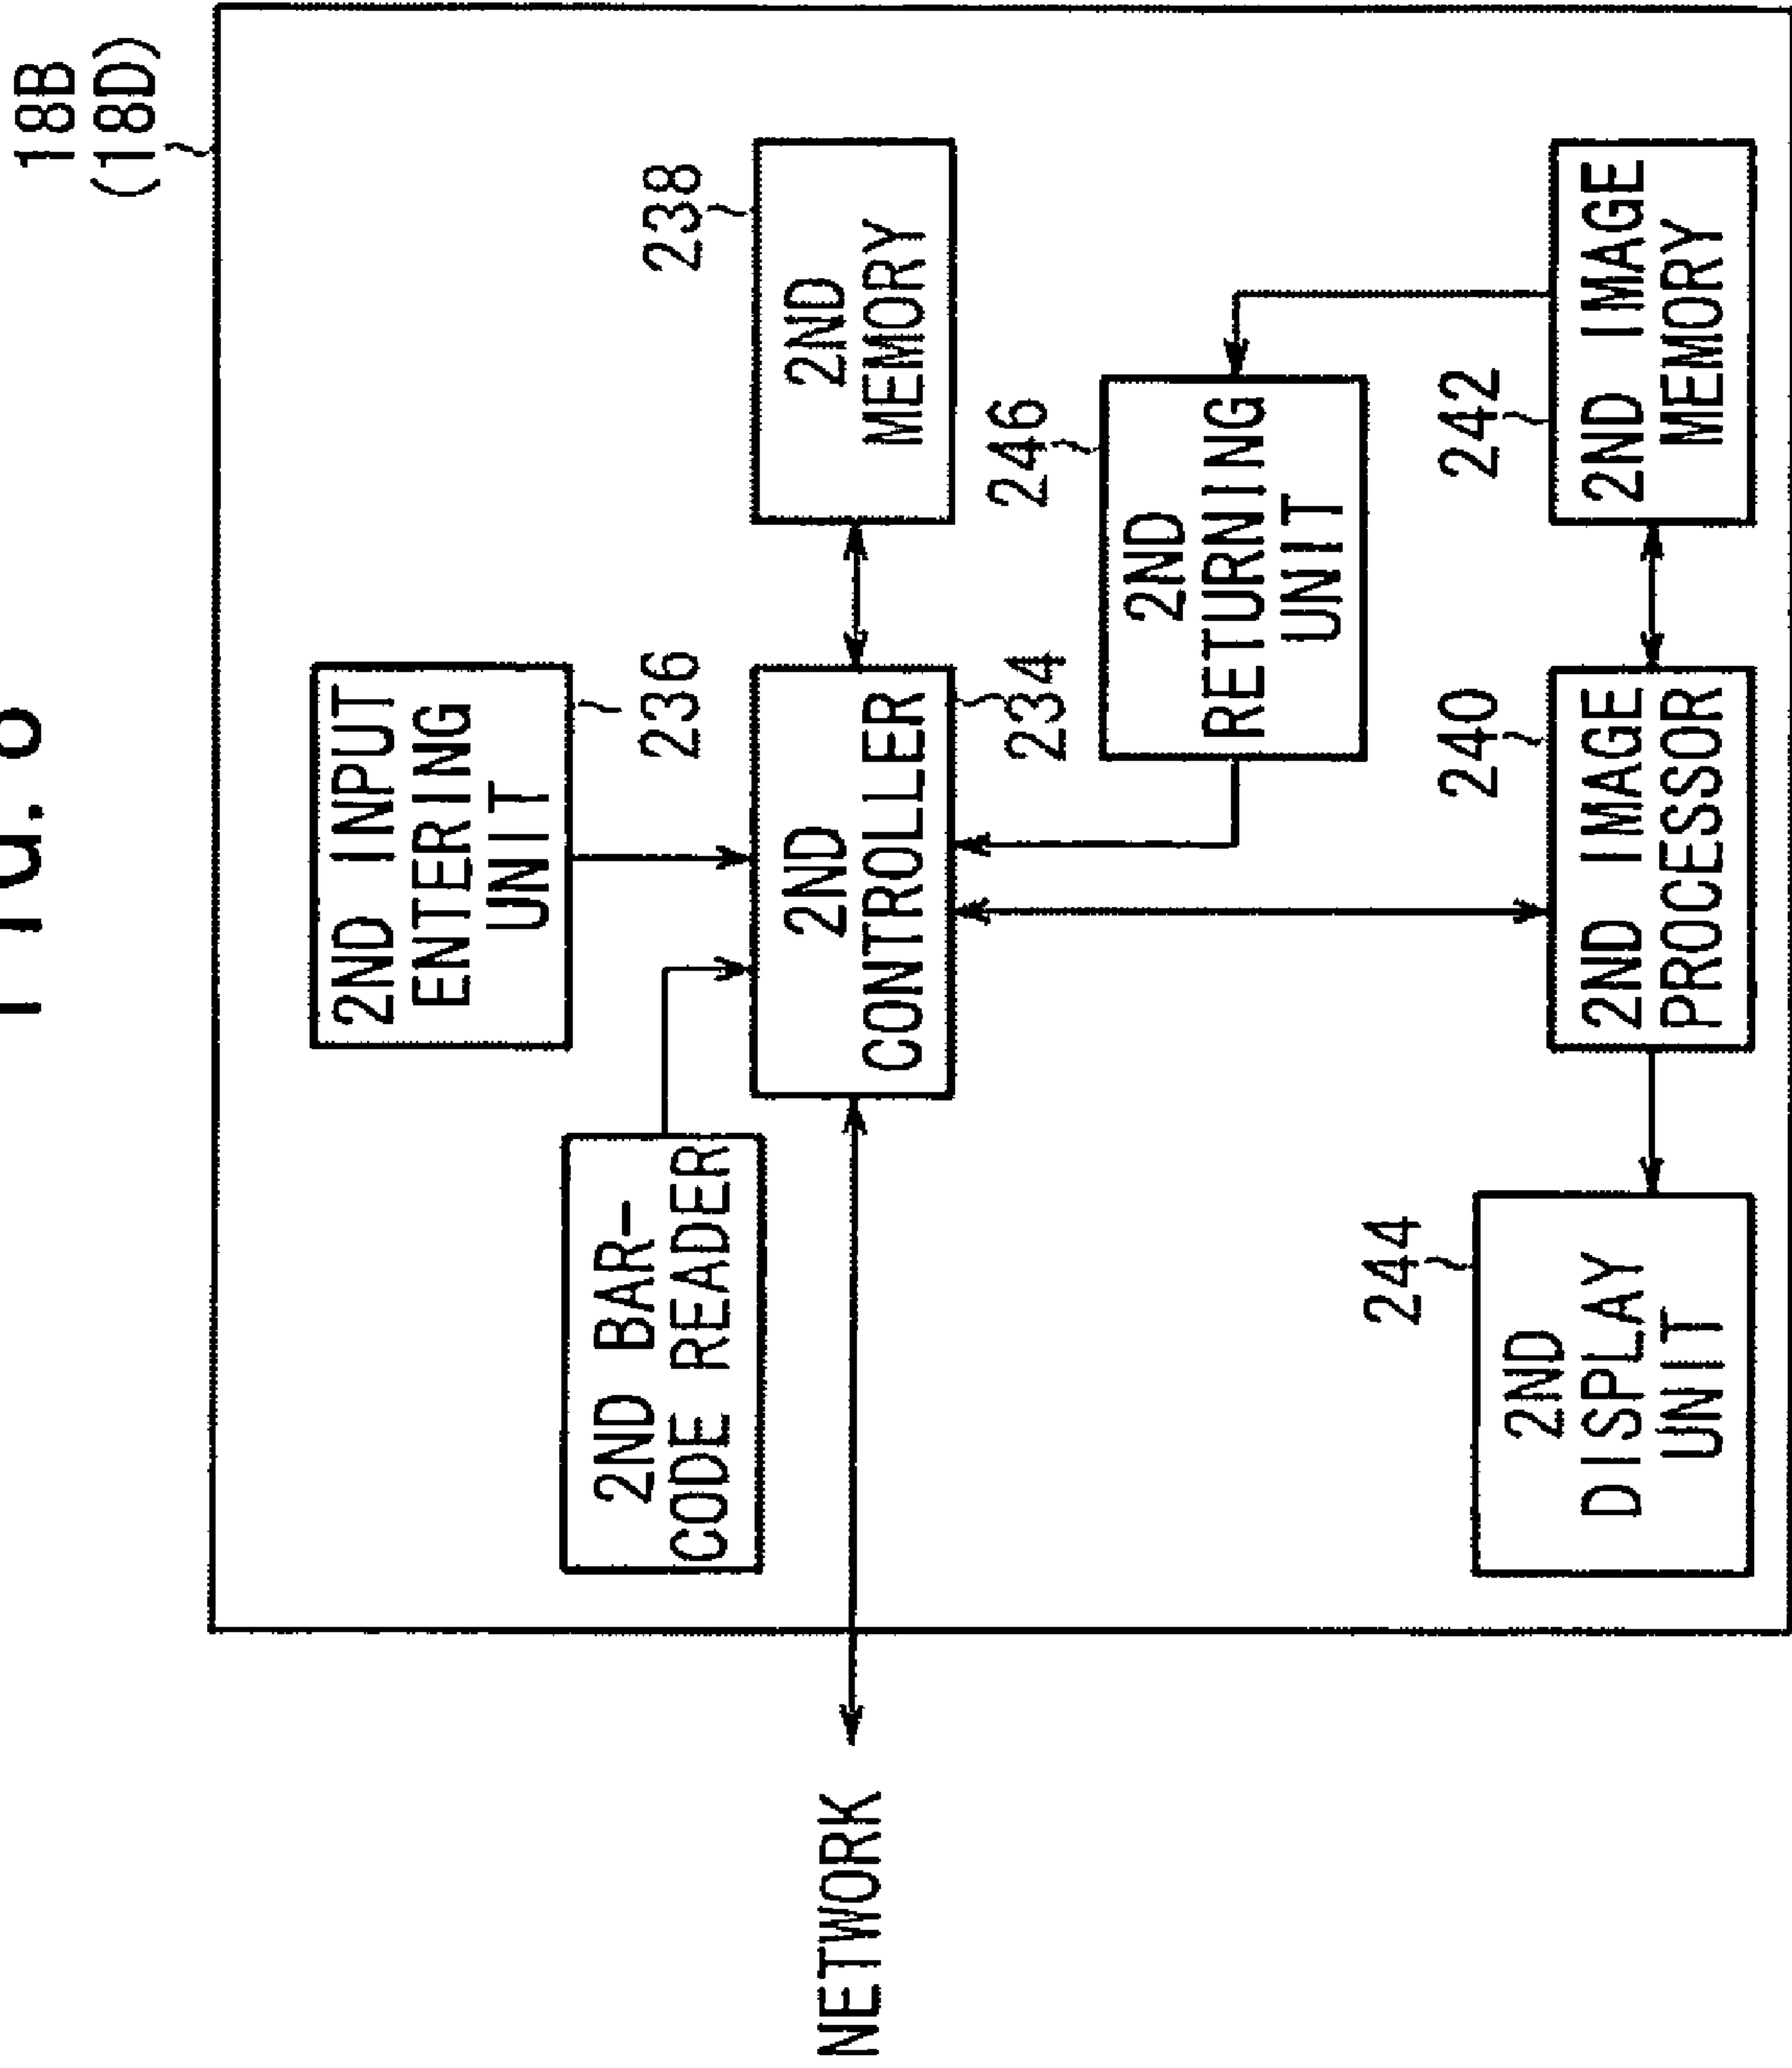 FIG.
18B
(18D)
2ND INPUT
ENTERING
UNIT
236
2ND BAR-
CODE READER
238
NETWORK
2ND
CONTROLLER
234
2ND
MEMORY
246
2ND
RETURNING
UNIT
244
240
242
2ND
DISPLAY
UNIT
2ND IMAGE
PROCESSOR
2ND IMAGE
MEMORY